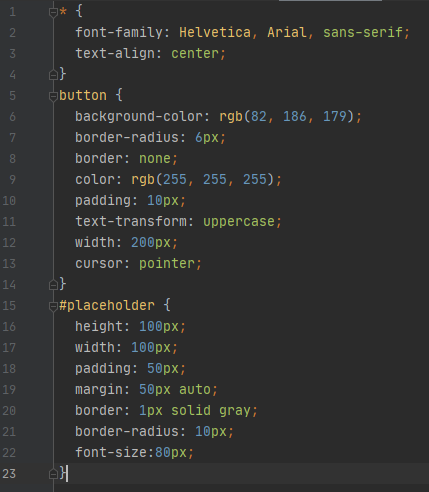 1 * {
2 font-family: Helvetica, Arial, sans-serif;
3 text-align: center;
4 }
5 button {
6 background-color: rgb(82, 186, 179);
7 border-radius: 6px;
8 border: none;
9 color: rgb(255, 255, 255);
10 padding: 10px;
11 text-transform: uppercase;
12 width: 200px;
13 cursor: pointer;
14 }
15 #placeholder {
16 height: 100px;
17 width: 100px;
18 padding: 50px;
19 margin: 50px auto;
20 border: 1px solid gray;
21 border-radius: 10px;
22 font-size:80px;
23 }